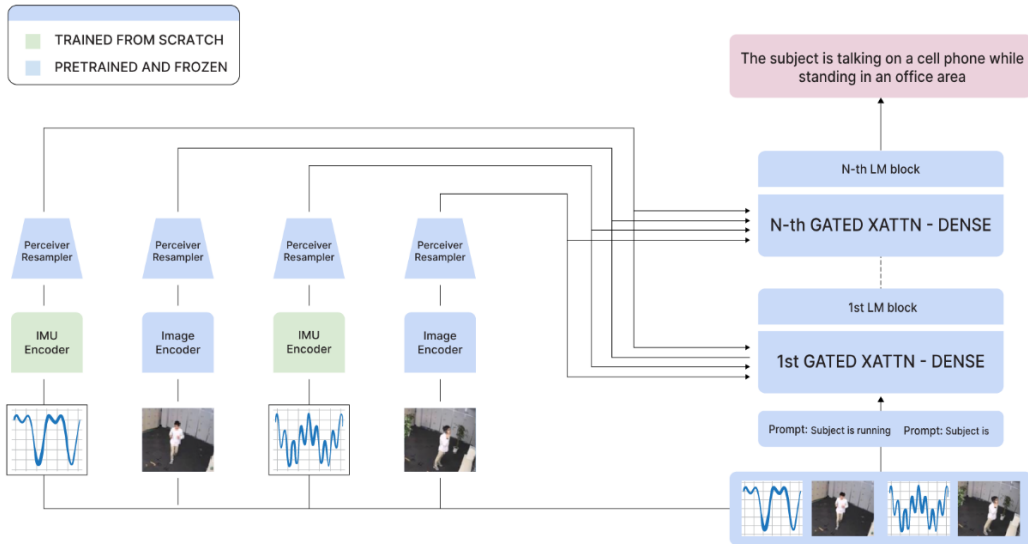 TRAINED FROM SCRATCH
PRETRAINED AND FROZEN
The subject is talking on a cell phone while
standing in an office area
N-th LM block
N-th GATED XATTN - DENSE
Perceiver
Resampler
Perceiver
Resampler
Perceiver
Resampler
Perceiver
Resampler
1st LM block
1st GATED XATTN - DENSE
IMU
Encoder
Image
Encoder
IMU
Encoder
Image
Encoder
Prompt: Subject is running Prompt: Subject is